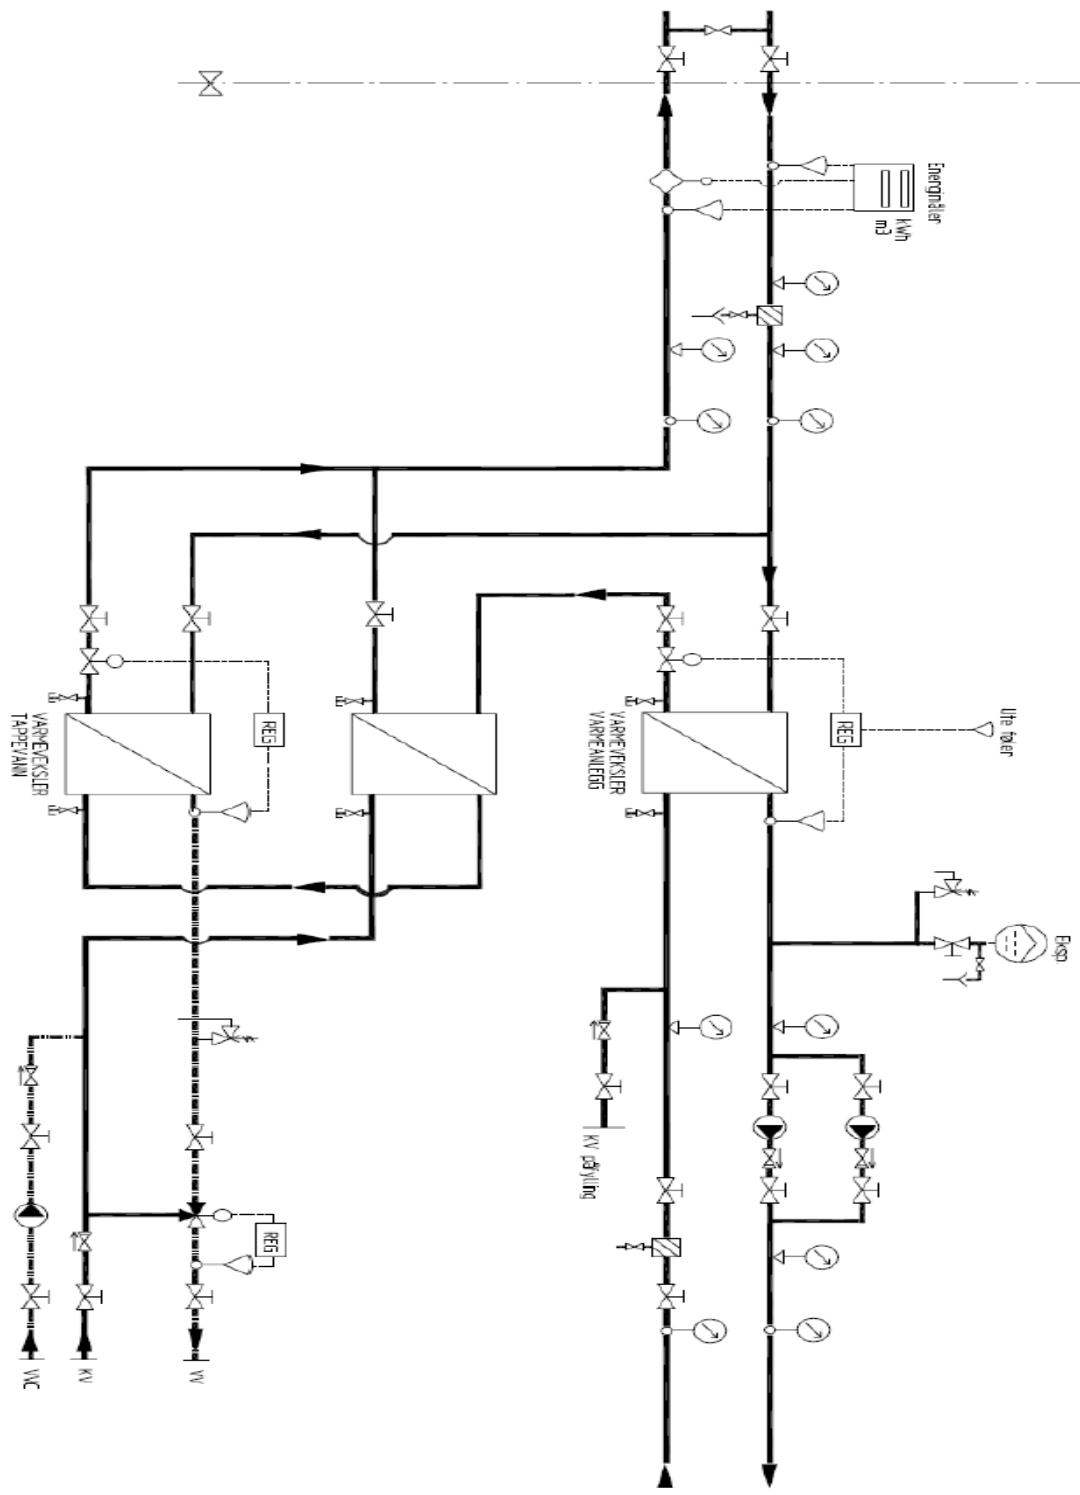 Energimåler
kWh
m3
Ute føler
REG
REG
VARMEVEKSLER
VARMEANLEGG
VARMEVEKSLER
TAPPEVANN
Eksp
KV påfylling
REG
VVC
KV
VV